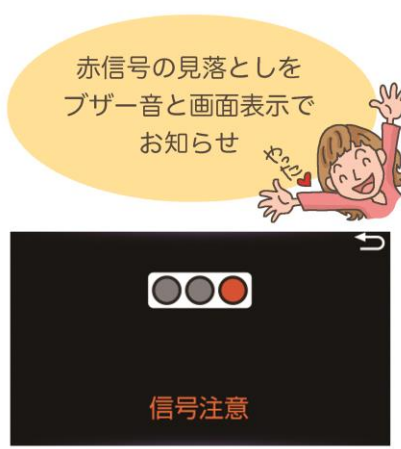 赤信号の見落としを
ブザー音と画面表示で
お知らせ
やった
信号注意